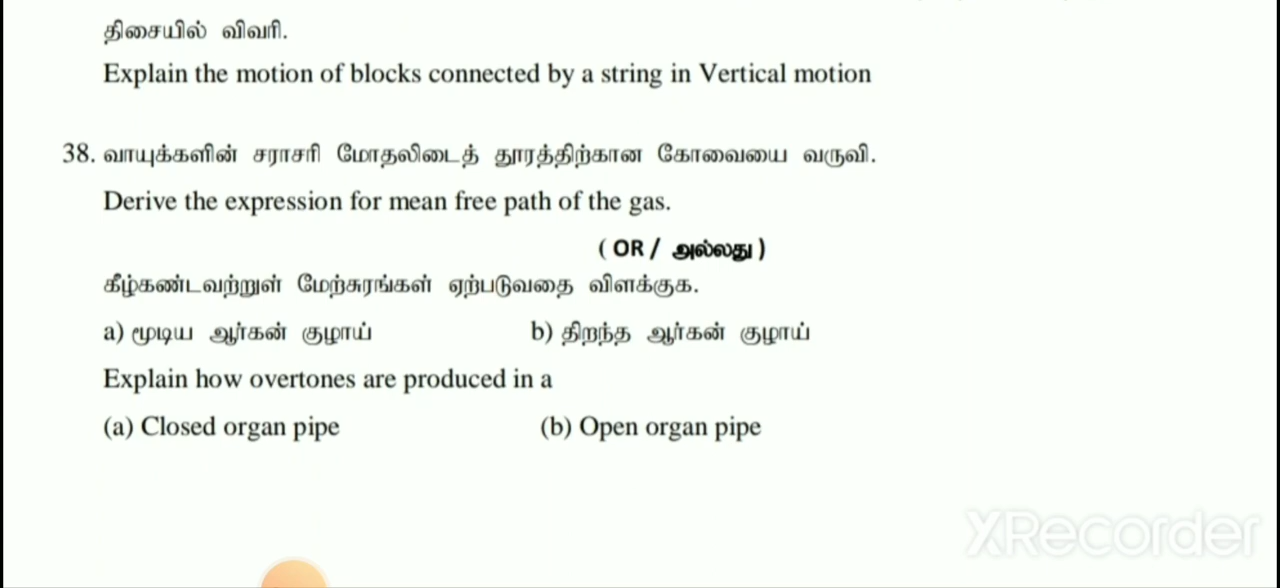 திசையில் விவரி.
Explain the motion of blocks connected by a string in Vertical motion
38. வாயுக்களின் சராசரி மோதலிடைத் தூரத்திற்கான கோவையை வருவி.
Derive the expression for mean free path of the gas.
( OR / அல்லது )
கீழ்கண்டவற்றுள் மேற்சுரங்கள் ஏற்படுவதை விளக்குக.
a) மூடிய ஆர்கன் குழாய் b) திறந்த ஆர்கன் குழாய்
Explain how overtones are produced in a
(a) Closed organ pipe (b) Open organ pipe
XRecorder